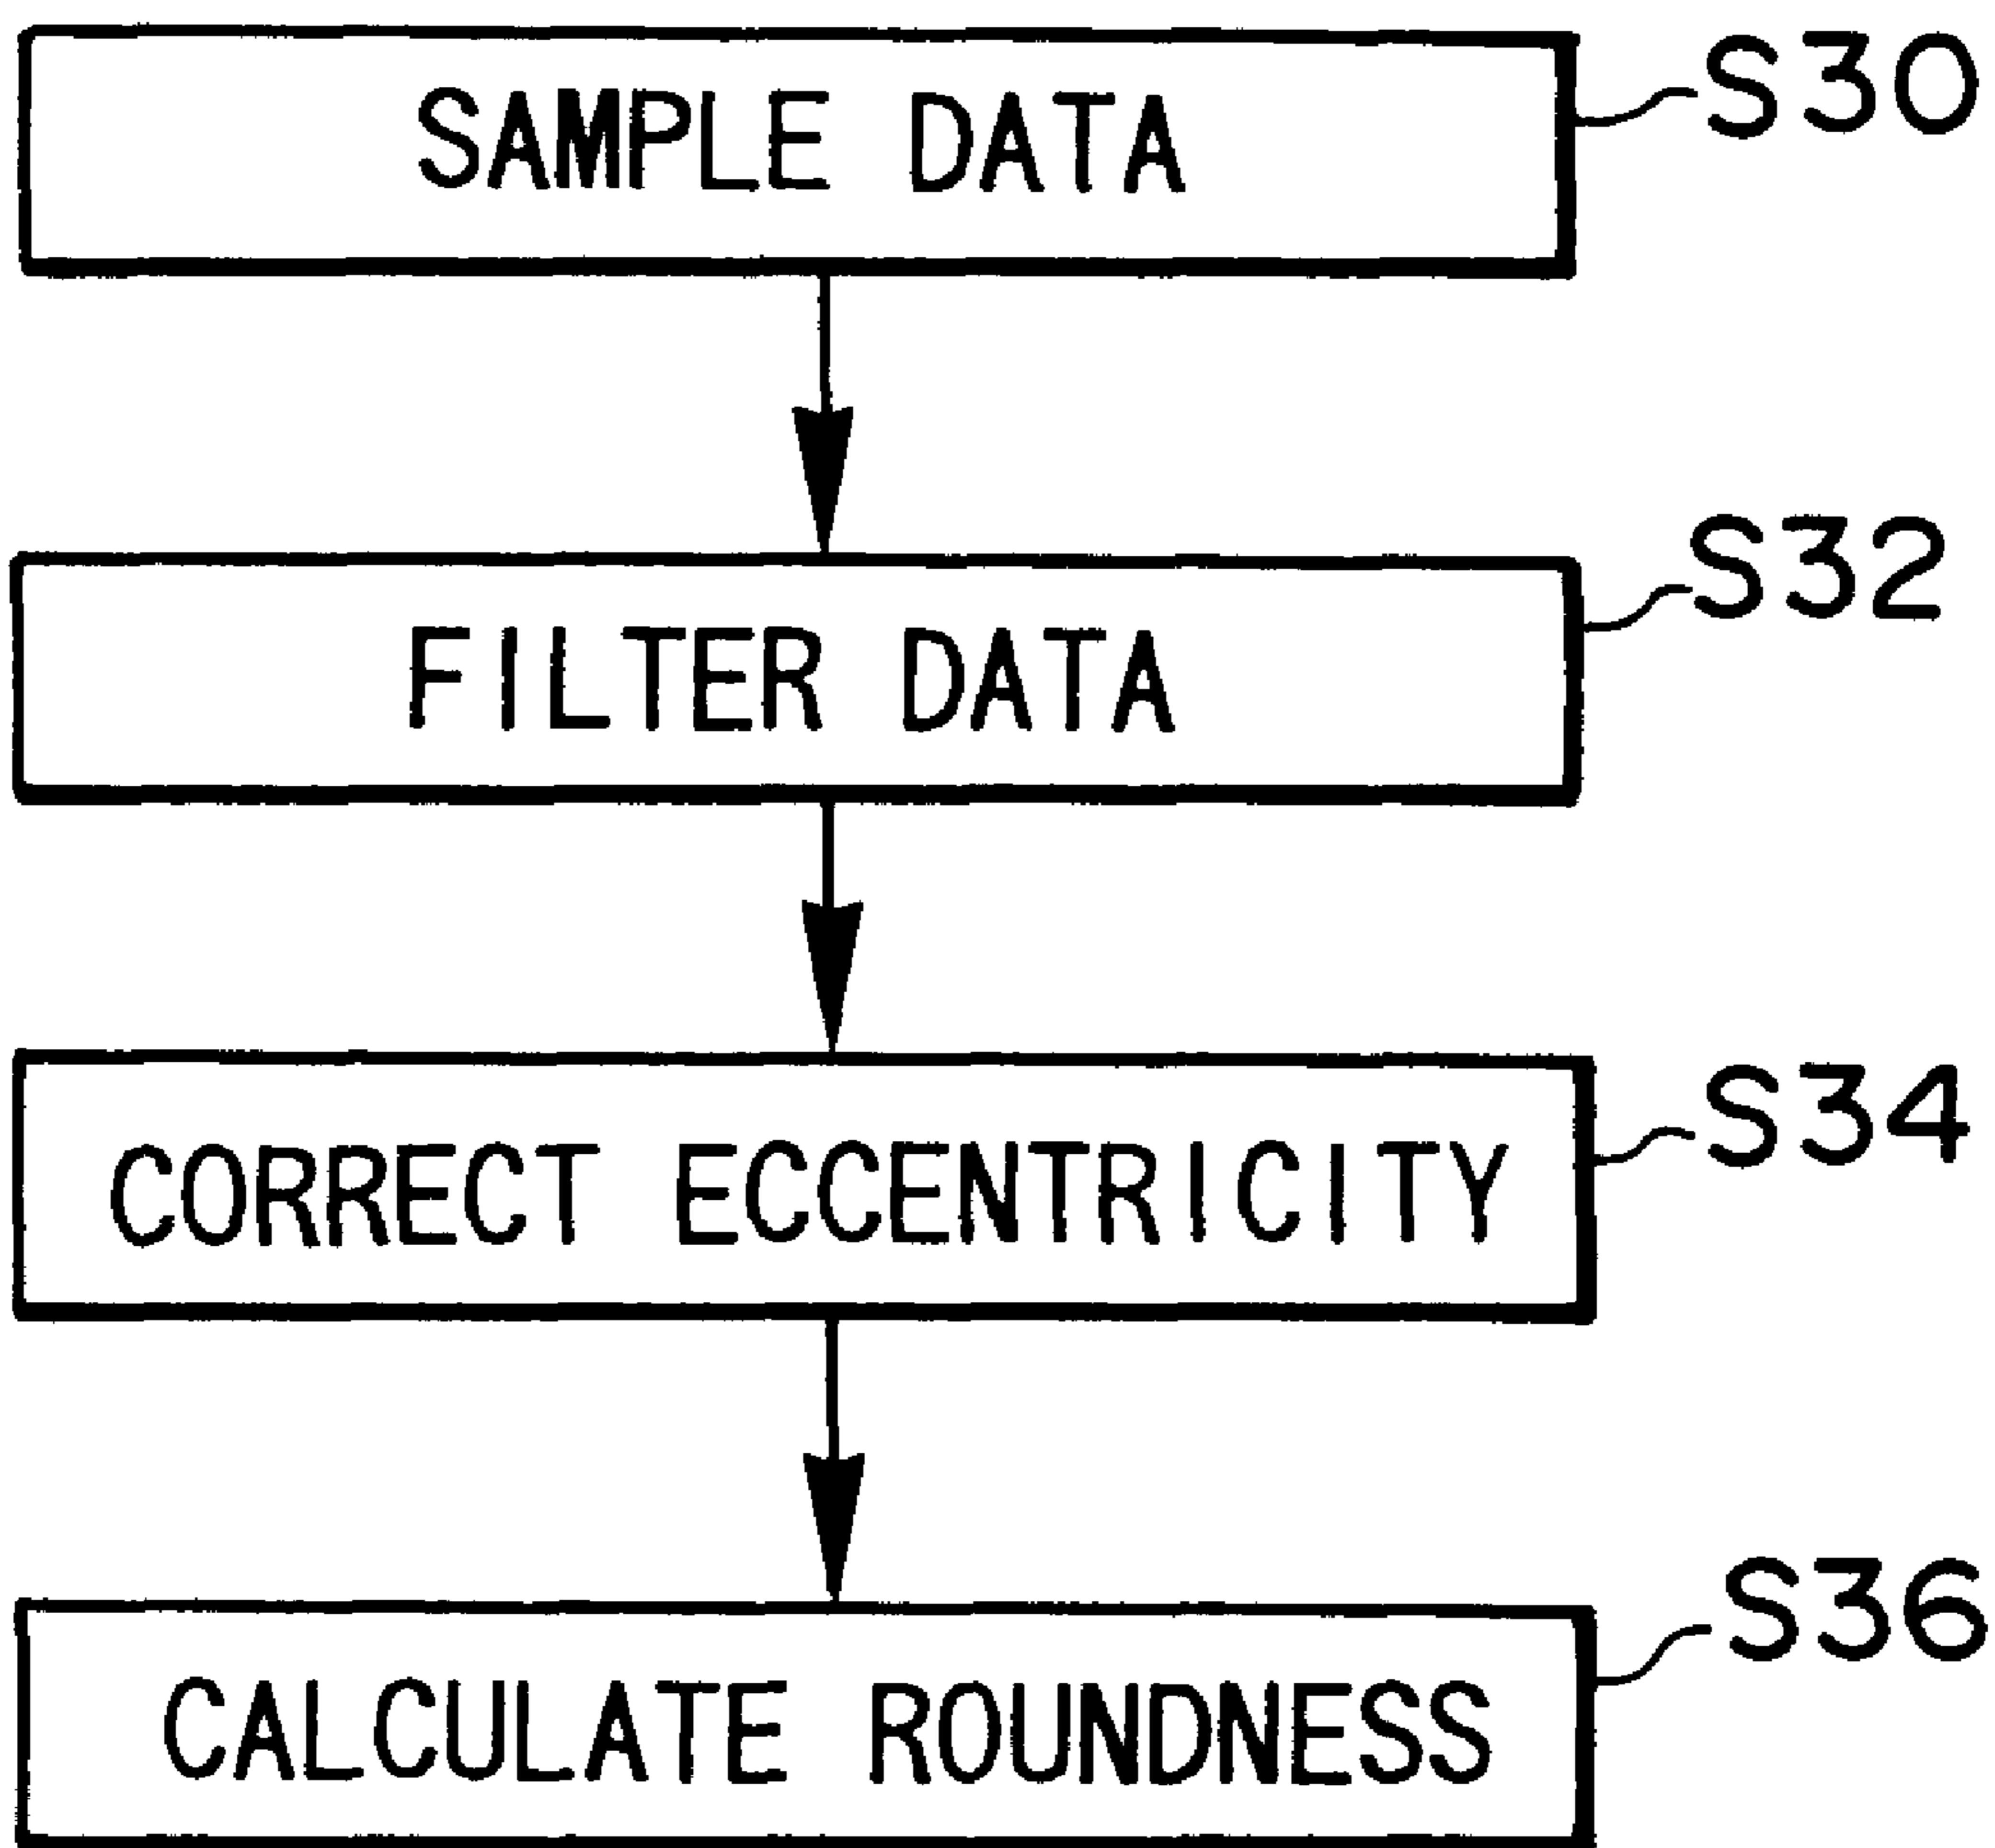 SAMPLE DATA S30
FILTER DATA S32
CORRECT ECCENTRICITY S34
CALCULATE ROUNDNESS S36